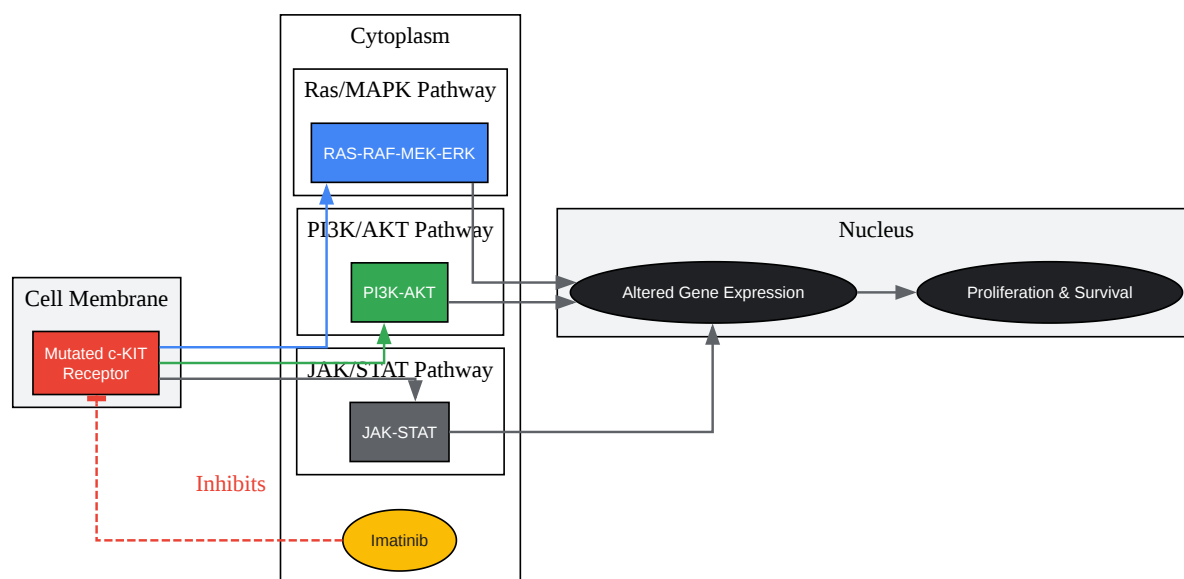 Cytoplasm
Ras/MAPK Pathway
RAS-RAF-MEK-ERK
PI3K/AKT Pathway
PI3K-AKT
JAK/STAT Pathway
JAK-STAT
Imatinib
Cell Membrane
Mutated c-KIT
Receptor
Inhibits
Nucleus
Altered Gene Expression
Proliferation & Survival